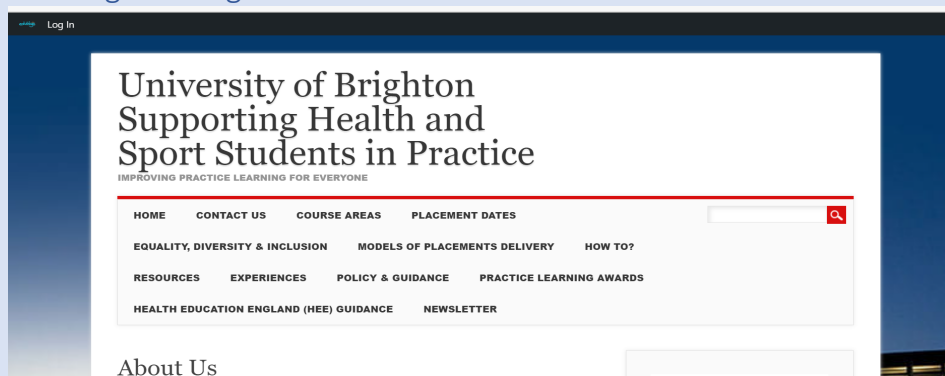 Log In
University of Brighton
Supporting Health and
Sport Students in Practice
IMPROVING PRACTICE LEARNING FOR EVERYONE
HOME CONTACT US COURSE AREAS PLACEMENT DATES
EQUALITY, DIVERSITY & INCLUSION MODELS OF PLACEMENTS DELIVERY HOW TO?
RESOURCES EXPERIENCES POLICY & GUIDANCE PRACTICE LEARNING AWARDS
HEALTH EDUCATION ENGLAND (HEE) GUIDANCE NEWSLETTER
About Us